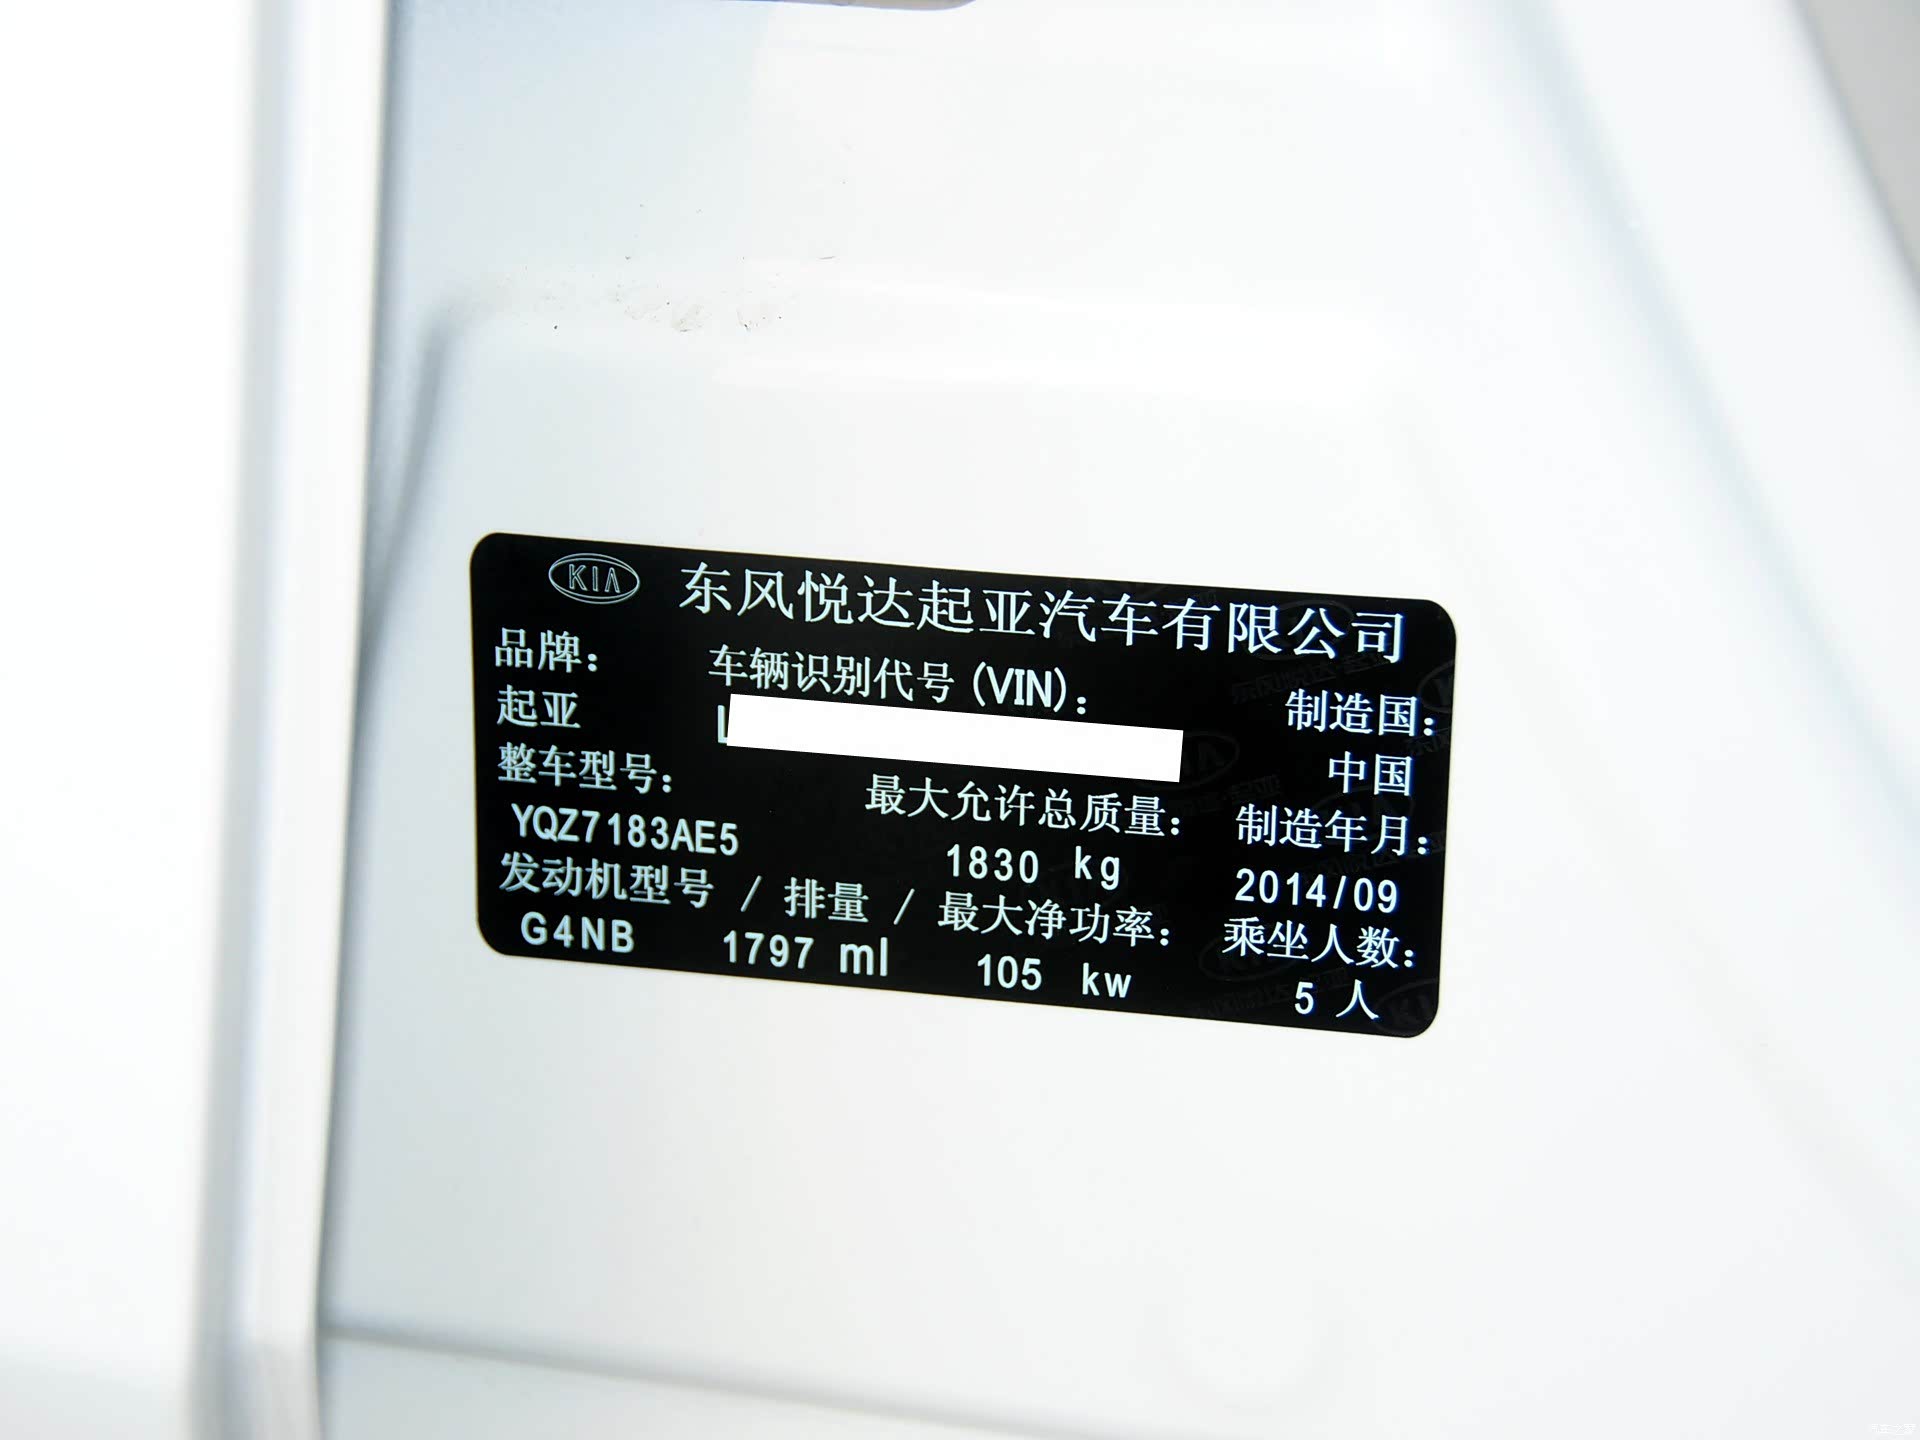 KIA 东风悦达起亚汽车有限公司
品牌： 车辆识别代号 (VIN)： 制造国：
起亚 L 中国
整车型号： 最大允许总质量： 制造年月：
YQZ7183AE5 1830 kg 2014/09
发动机型号 / 排量 / 最大净功率： 乘坐人数：
G4NB 1797 ml 105 kw 5 人